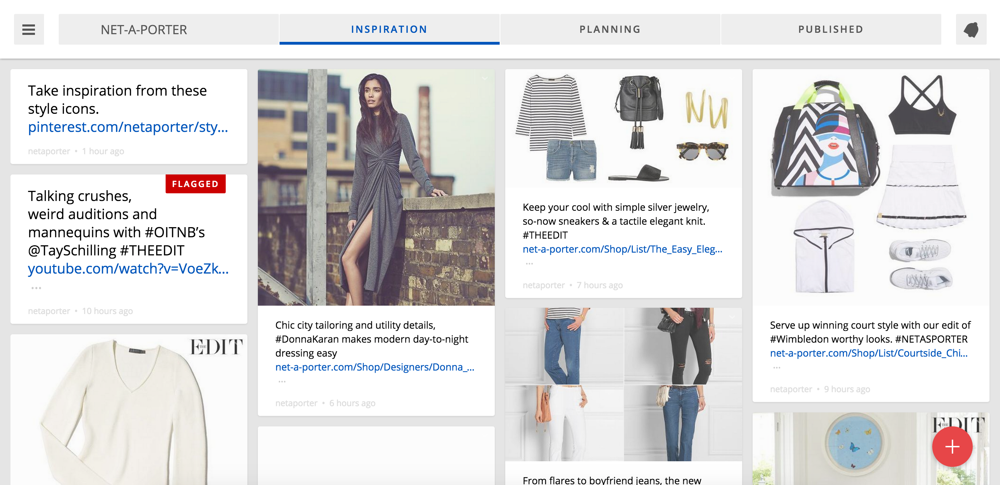 NET-A-PORTER
INSPIRATION
PLANNING
PUBLISHED
Take inspiration from these
style icons.
pinterest.com/netaporter/sty...
netaporter • 1 hour ago
FLAGGED
Talking crushes,
weird auditions and
mannequins with #OITNB’s
@TaySchilling #THEEDIT
youtube.com/watch?v=VoeZk...
...
netaporter • 10 hours ago
THE EDIT
Chic city tailoring and utility details,
#DonnaKaran makes modern day-to-night
dressing easy
net-a-porter.com/Shop/Designers/Donna_...
...
netaporter • 6 hours ago
Keep your cool with simple silver jewelry,
so-now sneakers & a tactile elegant knit.
#THEEDIT
net-a-porter.com/Shop/List/The_Easy_Eleg...
...
netaporter • 7 hours ago
From flares to boyfriend jeans, the new
Serve up winning court style with our edit of
#Wimbledon worthy looks. #NETASPORTER
net-a-porter.com/Shop/List/Courtside_Chi...
...
netaporter • 9 hours ago
THE EDIT